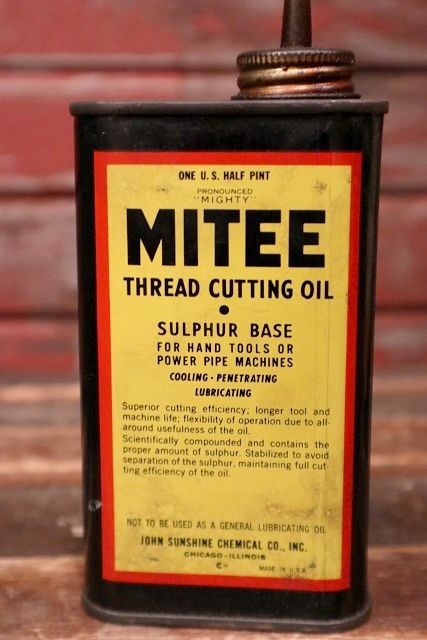 ONE U.S. HALF PINT
PRONOUNCED
"MIGHTY"
MITEE
THREAD CUTTING OIL
•
SULPHUR BASE
FOR HAND TOOLS OR
POWER PIPE MACHINES
COOLING · PENETRATING
LUBRICATING
Superior cutting efficiency; longer tool and
machine life; flexibility of operation due to all-
around usefulness of the oil.
Scientifically compounded and contains the
proper amount of sulphur. Stabilized to avoid
separation of the sulphur, maintaining full cut-
ting efficiency of the oil.
NOT TO BE USED AS A GENERAL LUBRICATING OIL
JOHN SUNSHINE CHEMICAL CO., INC.
CHICAGO-ILLINOIS
MADE IN U.S.A.